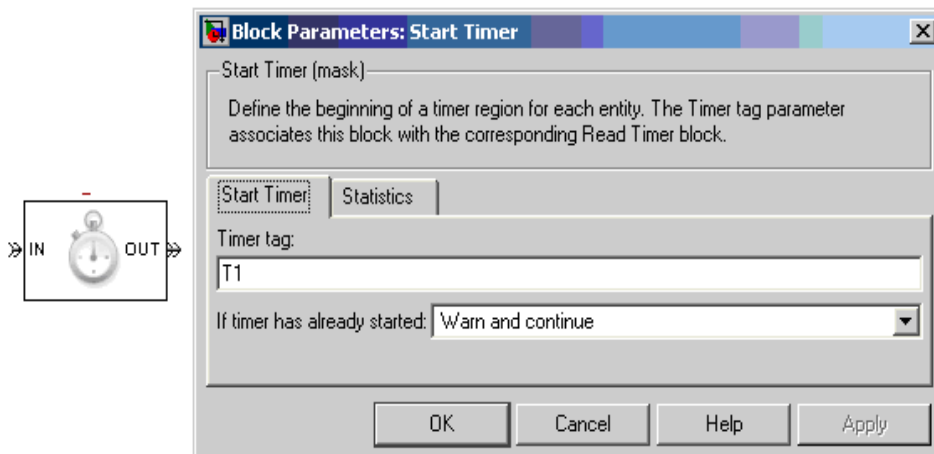 Block Parameters: Start Timer
Start Timer (mask)
Define the beginning of a timer region for each entity. The Timer tag parameter
associates this block with the corresponding Read Timer block.
Start Timer Statistics
Timer tag:
T1
If timer has already started: Warn and continue
OK Cancel Help Apply
IN OUT